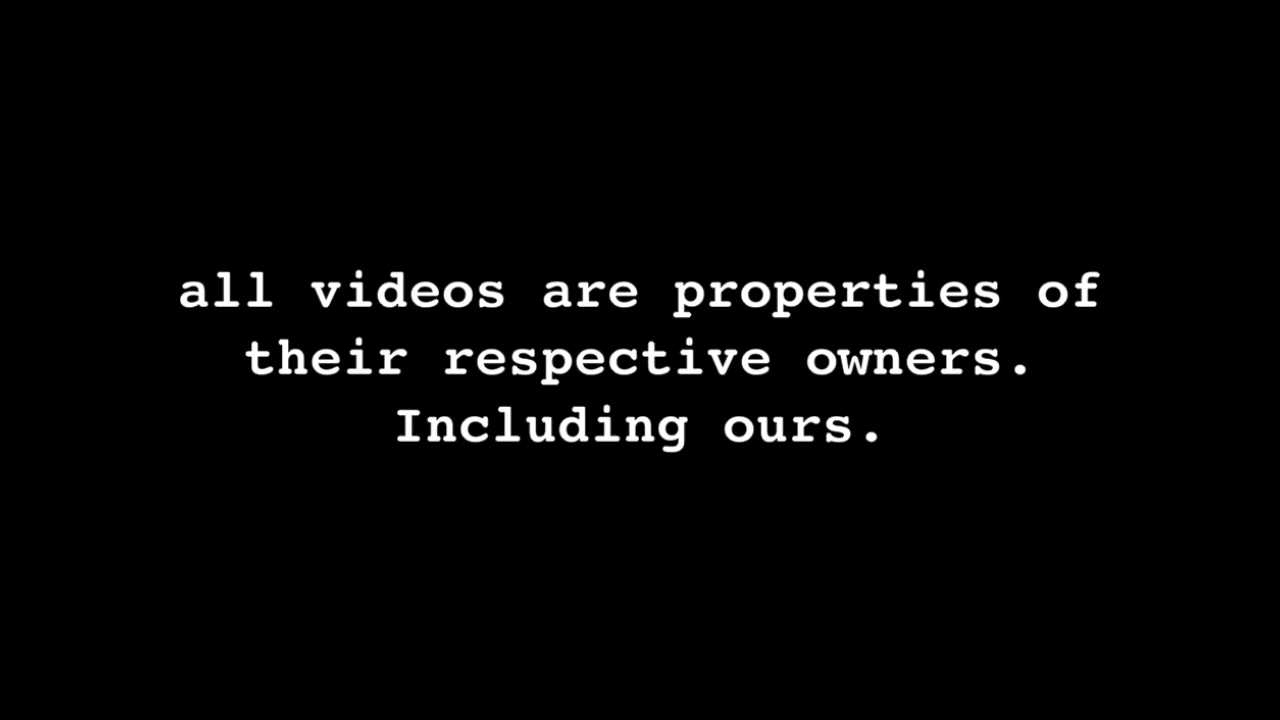 all videos are properties of
their respective owners.
Including ours.